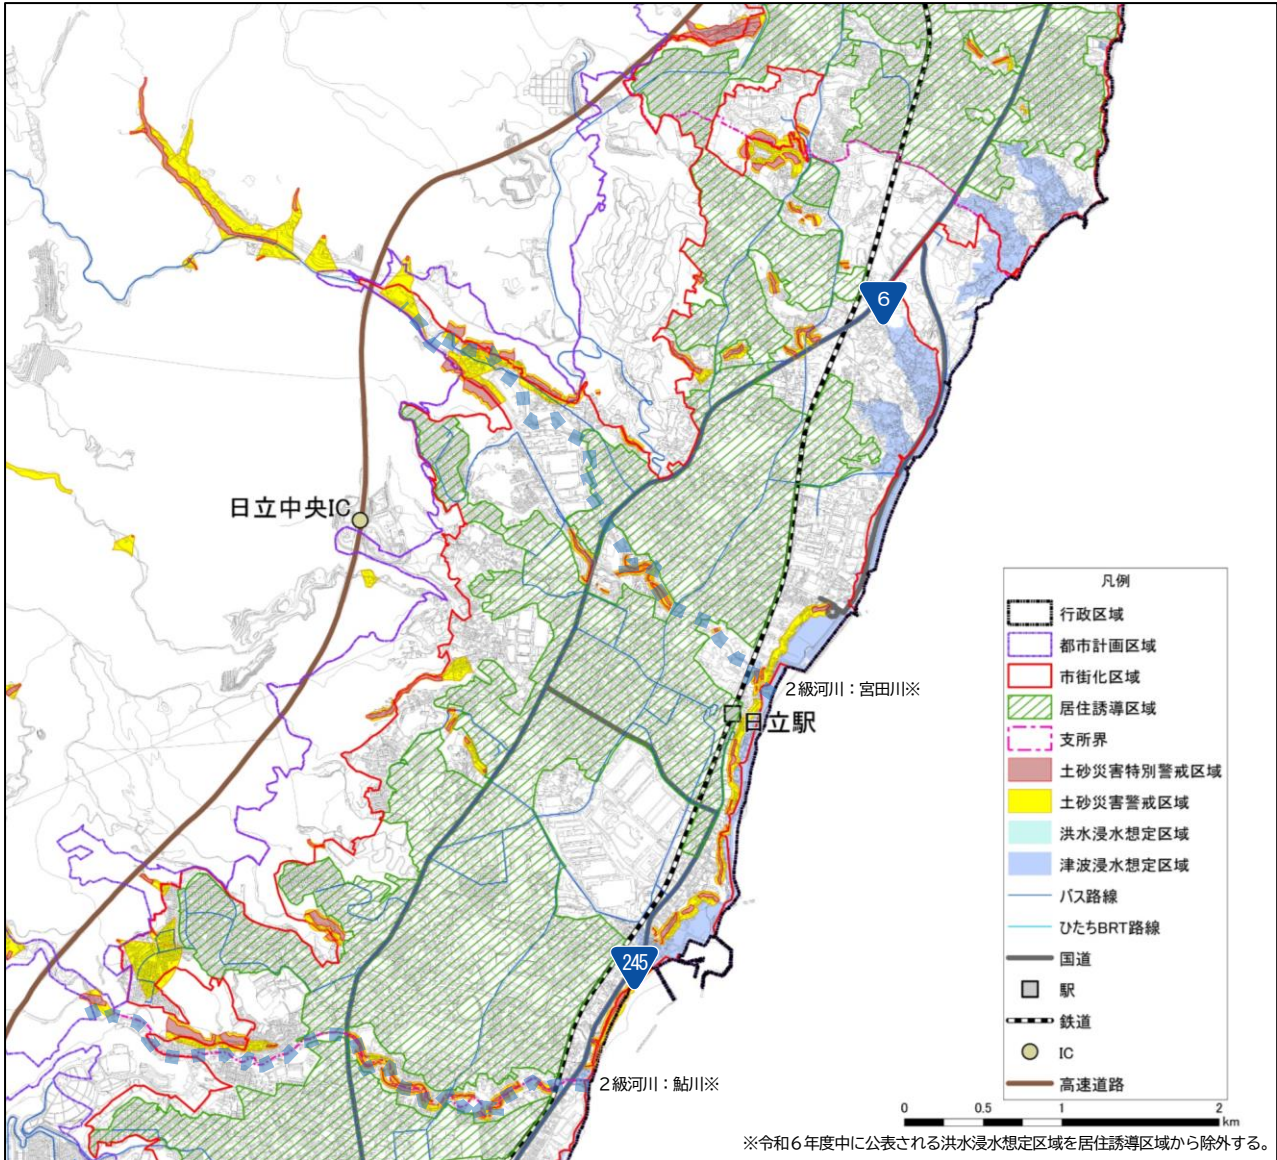 6
日立中央IC
2級河川：宮田川※
日立駅
245
2級河川：鮎川※
凡例
行政区域
都市計画区域
市街化区域
居住誘導区域
支所界
土砂災害特別警戒区域
土砂災害警戒区域
洪水浸水想定区域
津波浸水想定区域
バス路線
ひたちBRT路線
国道
駅
鉄道
IC
高速道路
0 0.5 1 2
km
※令和6年度中に公表される洪水浸水想定区域を居住誘導区域から除外する。